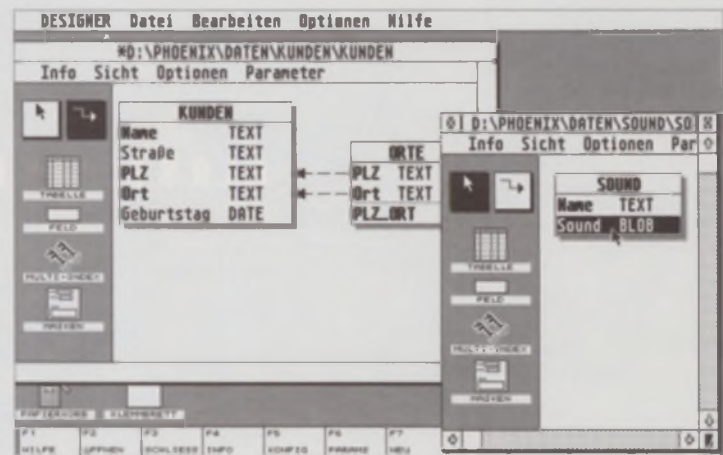 DESIGNER Datei Bearbeiten Optionen Hilfe
*D:\PHOENIX\DATEN\KUNDEN\KUNDEN
Info Sicht Optionen Parameter
KUNDEN
Name TEXT
Straße TEXT
PLZ TEXT
Ort TEXT
Geburtstag DATE
ORTE
PLZ TEXT
Ort TEXT
PLZ_ORT
TABELLE
FELD
MULTI-INDEX
MASKEN
D:\PHOENIX\DATEN\SOUND\SO
Info Sicht Optionen Par
SOUND
Name TEXT
Sound BLOB
TABELLE
FELD
MULTI-INDEX
MASKEN
PAPIERKORB KLEMMBRETT
F1 F2 F3 F4 F5 F6 F7
HILFE ÖFFNEN SCHLIESS INFO KONFIG PARAMS NEU